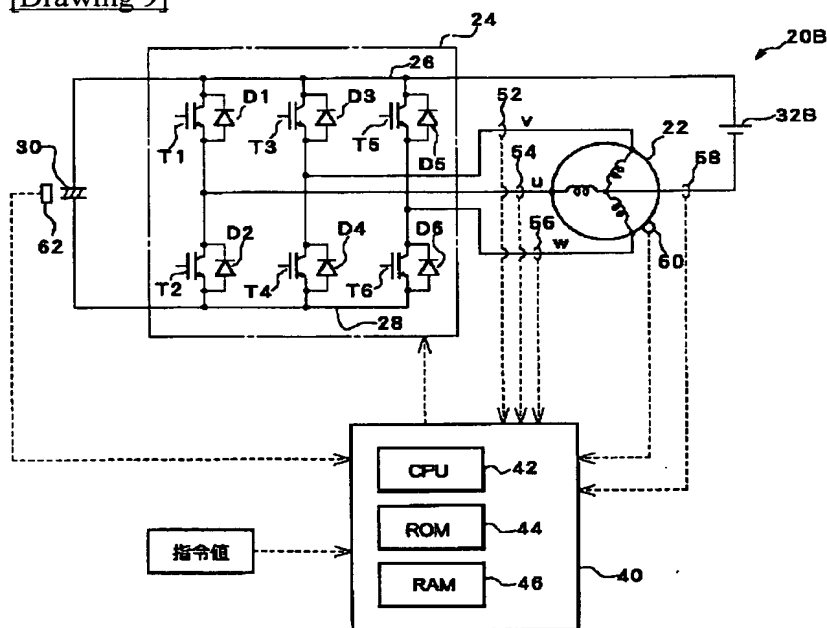 [Drawing 9]
24
20B
26
52
v
32B
D1
D3
T1
T3
T5
D5
54
22
58
30
u
56
62
D2
D4
D6
w
60
T2
T4
T6
28
CPU
42
ROM
44
指令値
RAM
46
40